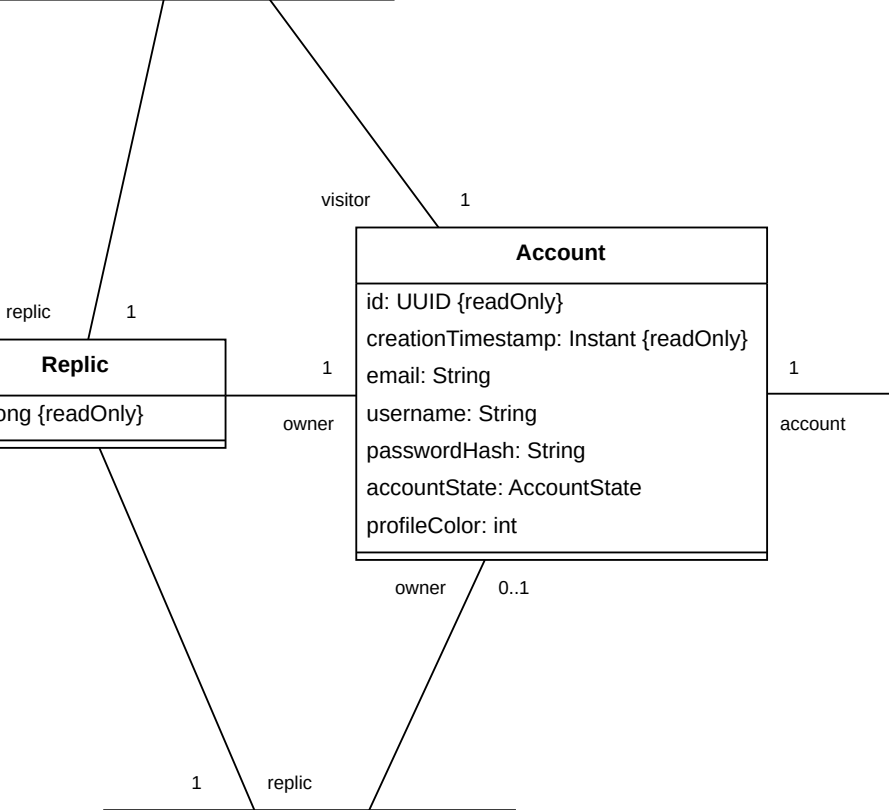 visitor 1
Account
id: UUID {readOnly}
creationTimestamp: Instant {readOnly}
email: String
username: String
passwordHash: String
accountState: AccountState
profileColor: int
replic 1
Replic
ong {readOnly}
1
owner
1
account
owner 0..1
1 replic